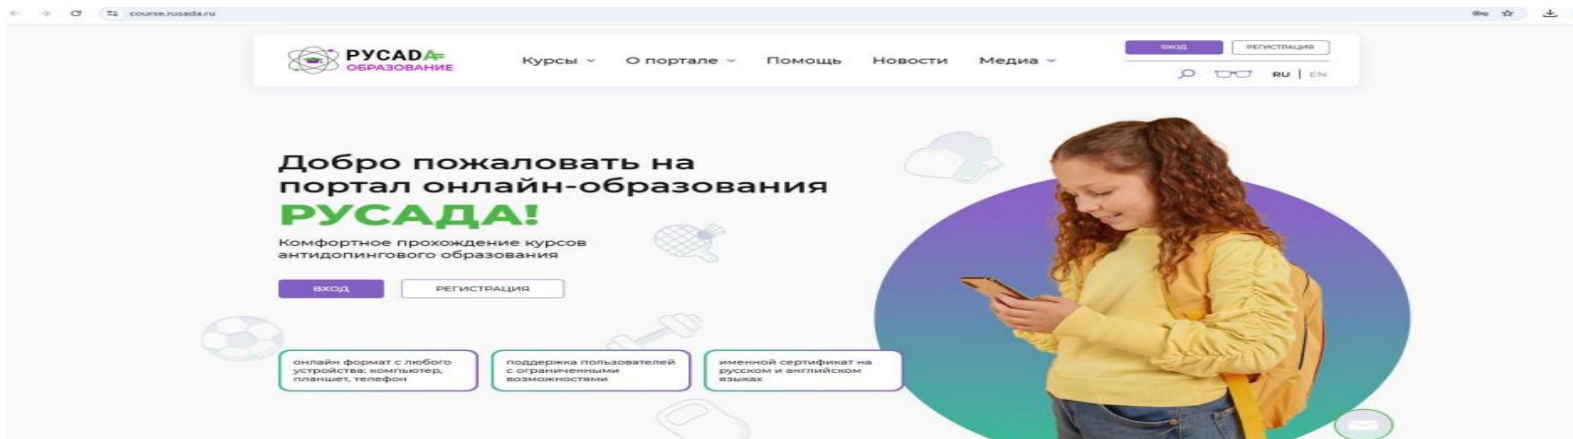 course.rusada.ru
РУСАДА
ОБРАЗОВАНИЕ
Курсы О портале Помощь Новости Медиа
ВХОД РЕГИСТРАЦИЯ
RU | EN
Добро пожаловать на
портал онлайн-образования
РУСАДА!
Комфортное прохождение курсов
антидопингового образования
ВХОД РЕГИСТРАЦИЯ
онлайн формат с любого
устройства: компьютер,
планшет, телефон
поддержка пользователей
с ограниченными
возможностями
именной сертификат на
русском и английском
языках